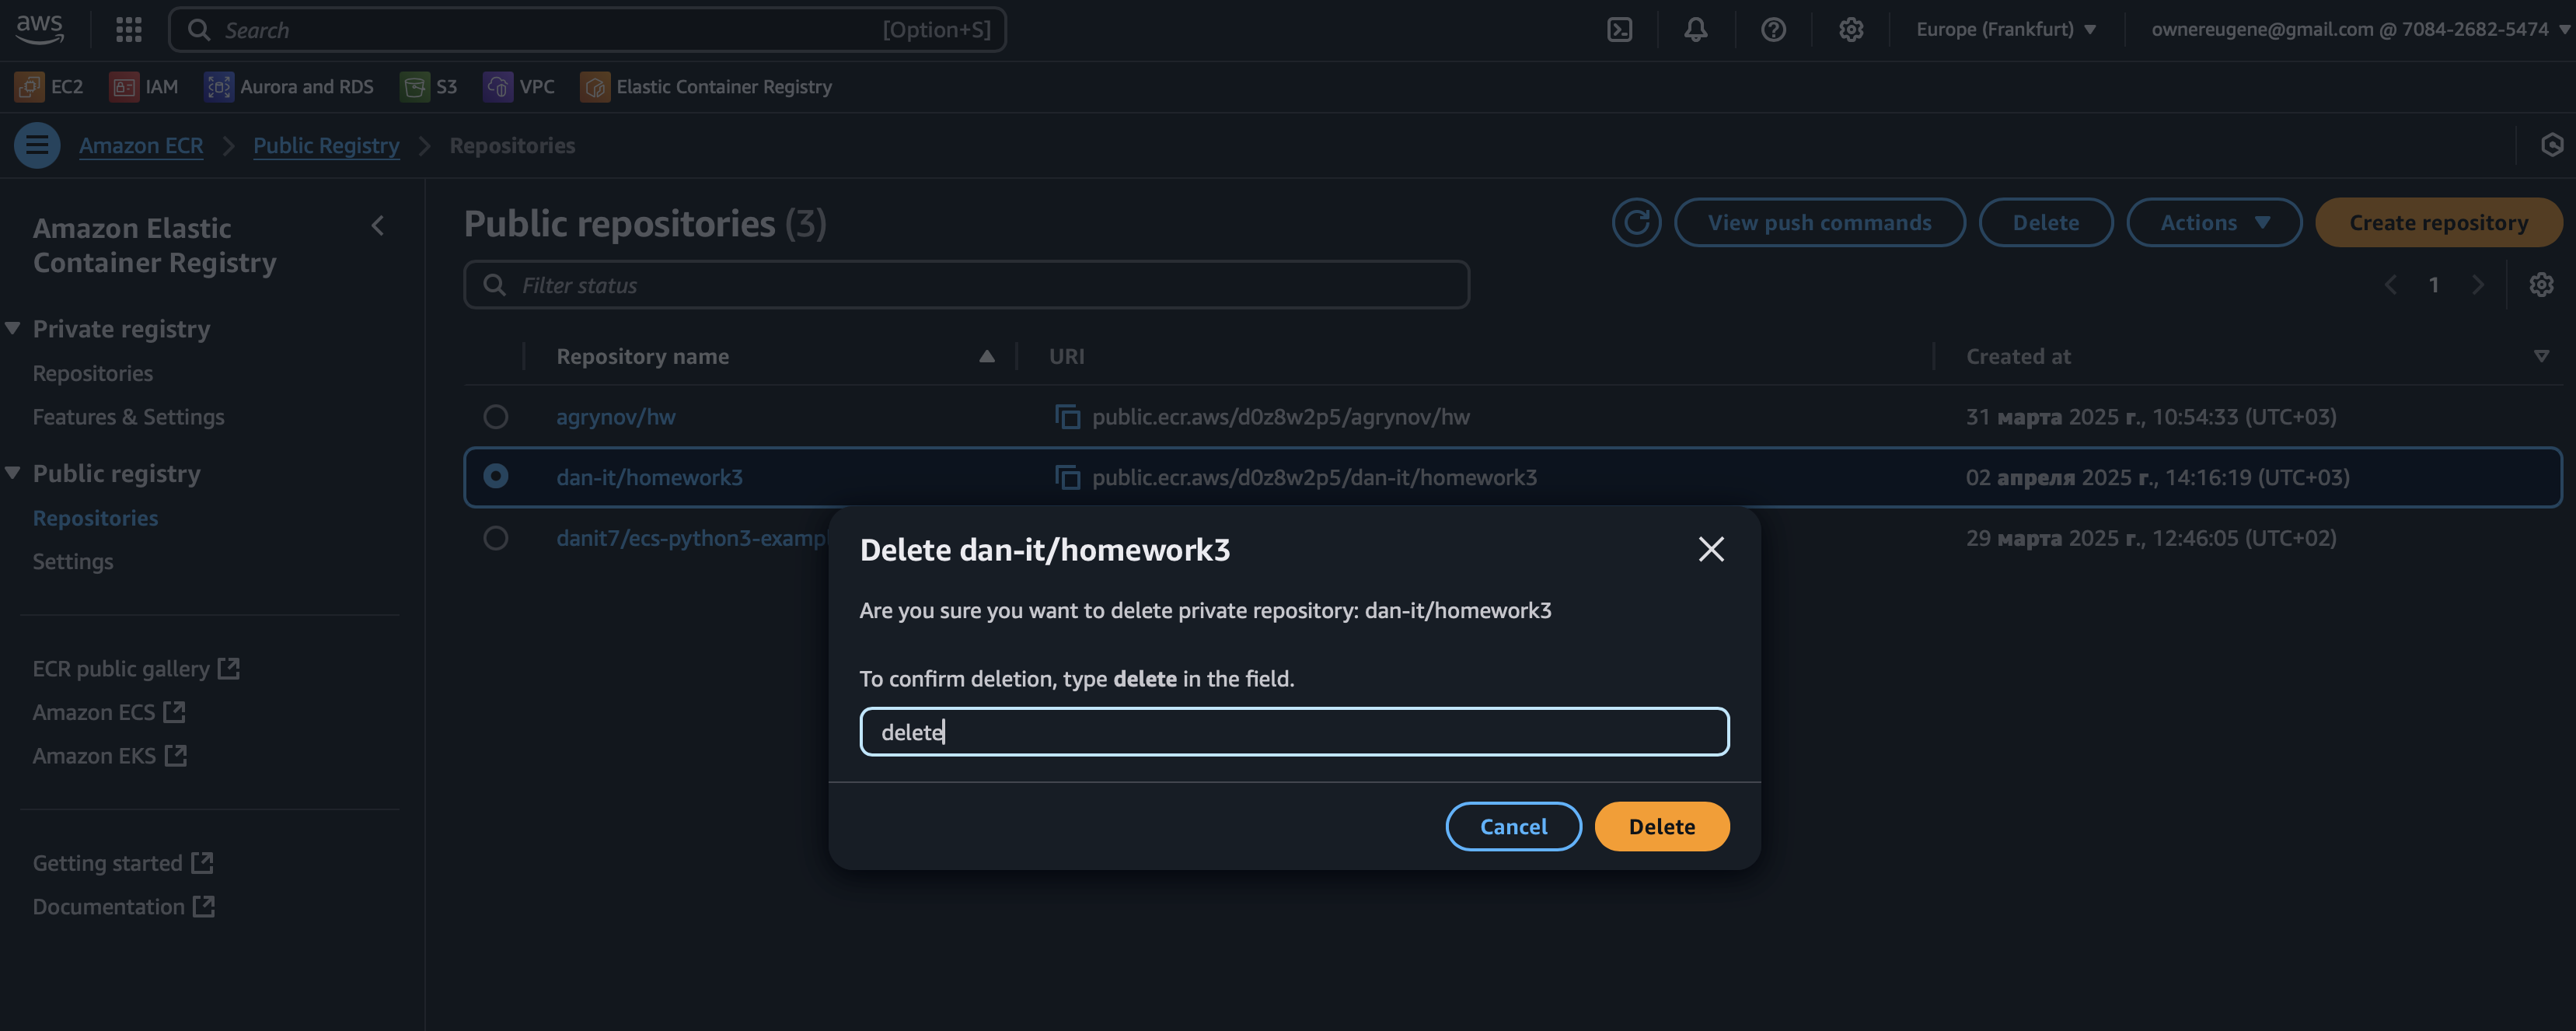 aws
Search [Option+S]
Europe (Frankfurt)
ownereugene@gmail.com @ 7084-2682-5474
EC2
IAM
Aurora and RDS
S3
VPC
Elastic Container Registry
Amazon ECR
Public Registry
Repositories
Amazon Elastic
Container Registry
Private registry
Repositories
Features & Settings
Public registry
Repositories
Settings
ECR public gallery
Amazon ECS
Amazon EKS
Getting started
Documentation
Public repositories (3)
View push commands
Delete
Actions
Create repository
Filter status
1
Repository name URI Created at
agrynov/hw public.ecr.aws/d0z8w2p5/agrynov/hw 31 марта 2025 г., 10:54:33 (UTC+03)
dan-it/homework3 public.ecr.aws/d0z8w2p5/dan-it/homework3 02 апреля 2025 г., 14:16:19 (UTC+03)
danit7/ecs-python3-exam 29 марта 2025 г., 12:46:05 (UTC+02)
Delete dan-it/homework3
Are you sure you want to delete private repository: dan-it/homework3
To confirm deletion, type delete in the field.
delete
Cancel
Delete